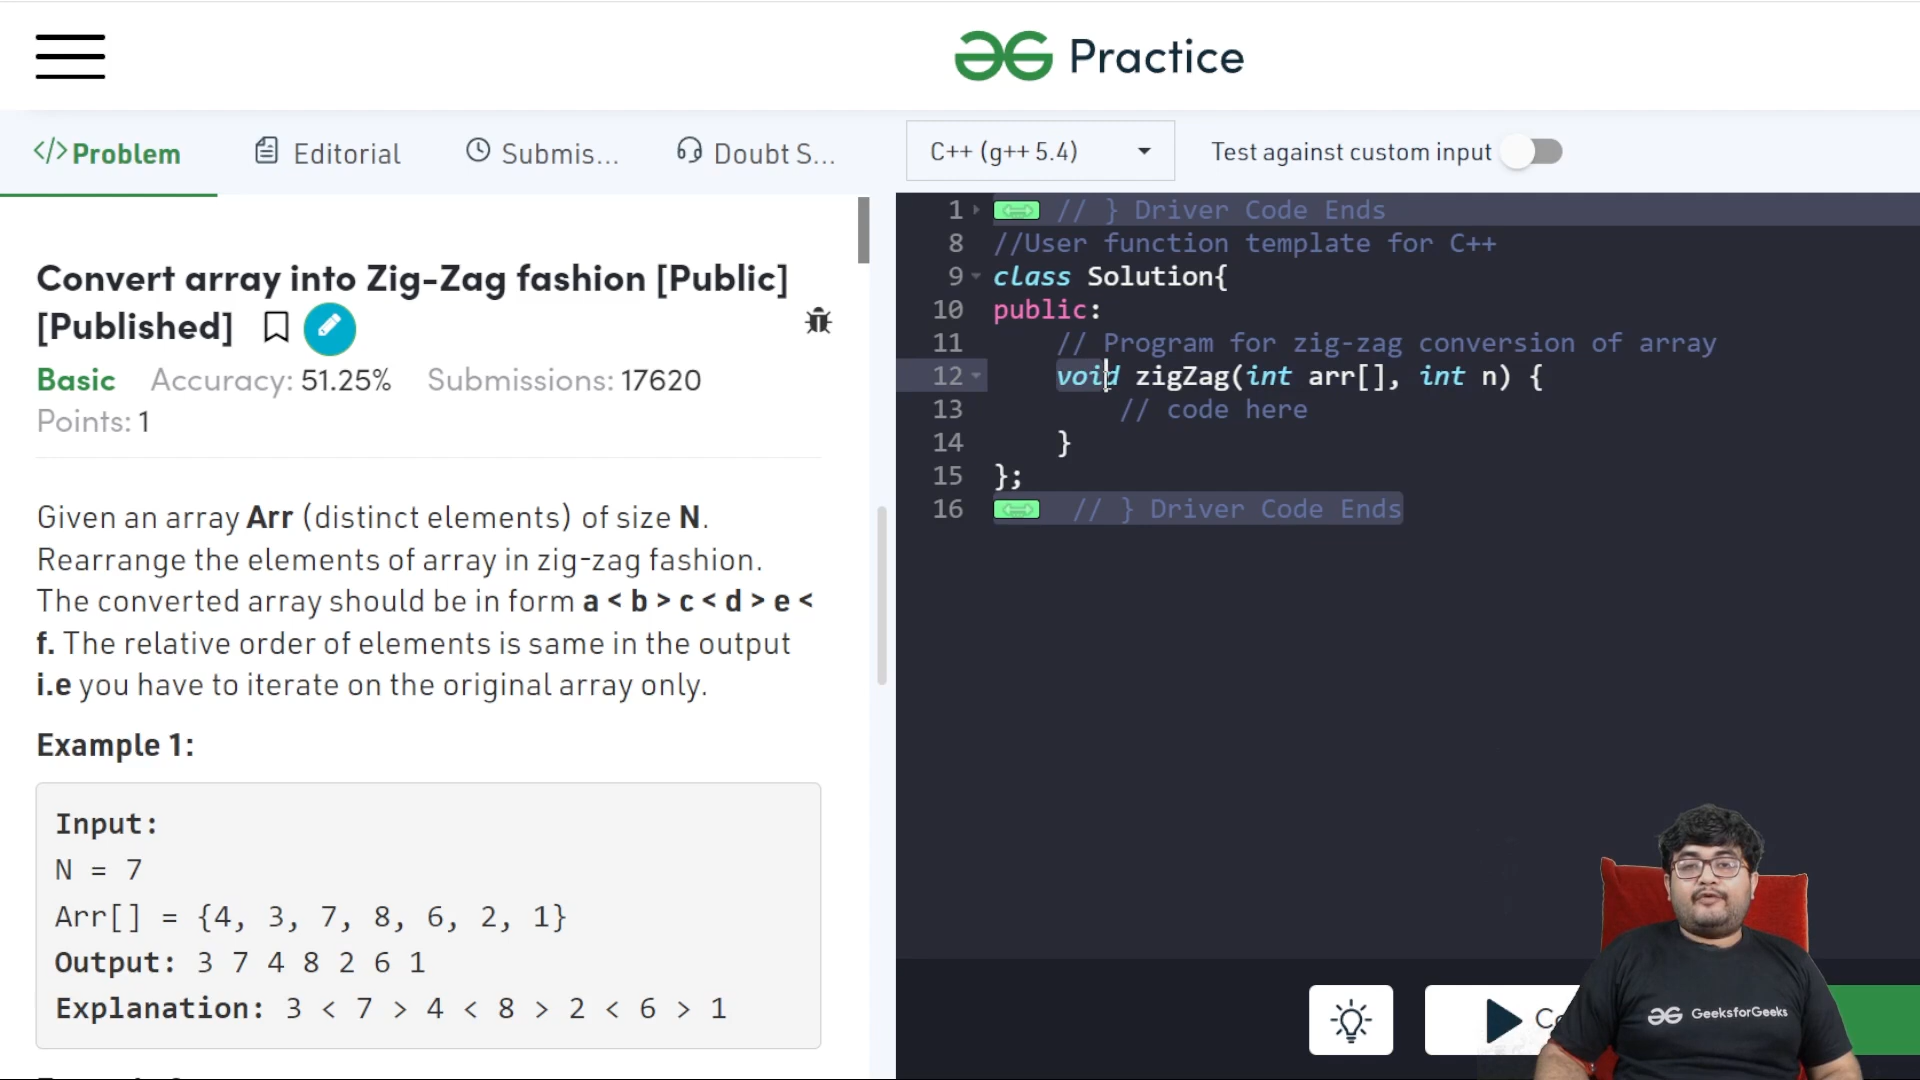 Practice
</> Problem
Editorial
Submis...
Doubt S...
C++ (g++ 5.4)
Test against custom input
Convert array into Zig-Zag fashion [Public]
[Published]
Basic Accuracy: 51.25% Submissions: 17620
Points: 1
Given an array Arr (distinct elements) of size N.
Rearrange the elements of array in zig-zag fashion.
The converted array should be in form a < b > c < d > e <
f. The relative order of elements is same in the output
i.e you have to iterate on the original array only.
Example 1:
Input:
N = 7
Arr[] = {4, 3, 7, 8, 6, 2, 1}
Output: 3 7 4 8 2 6 1
Explanation: 3 < 7 > 4 < 8 > 2 < 6 > 1
1 // } Driver Code Ends
8 //User function template for C++
9 class Solution{
10 public:
11 // Program for zig-zag conversion of array
12 void zigZag(int arr[], int n) {
13 // code here
14 }
15 };
16 // } Driver Code Ends
GeeksforGeeks